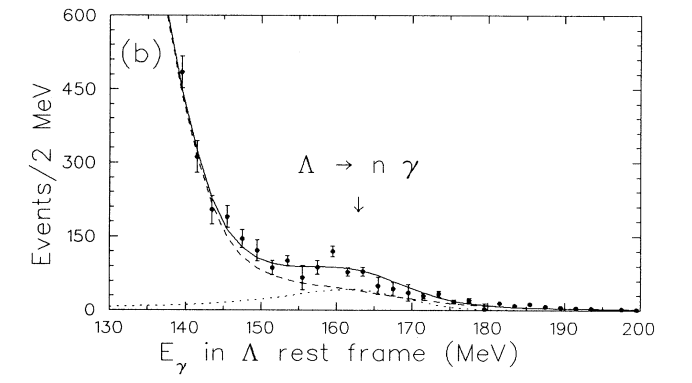 600
(b)
450
Events/2 MeV
300
Λ → n γ
↓
150
0
130 140 150 160 170 180 190 200
E_γ in Λ rest frame (MeV)